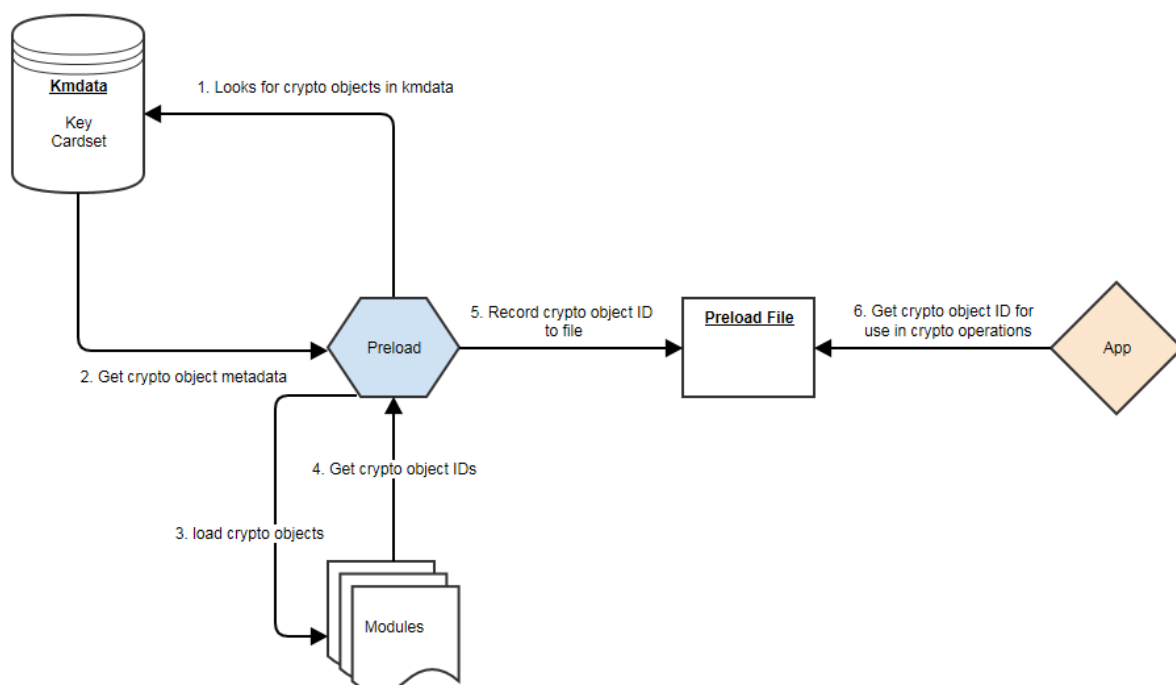 Kmdata
Key
Cardset
1. Looks for crypto objects in kmdata
2. Get crypto object metadata
Preload
5. Record crypto object ID
to file
Preload File
6. Get crypto object ID for
use in crypto operations
App
4. Get crypto object IDs
3. load crypto objects
Modules